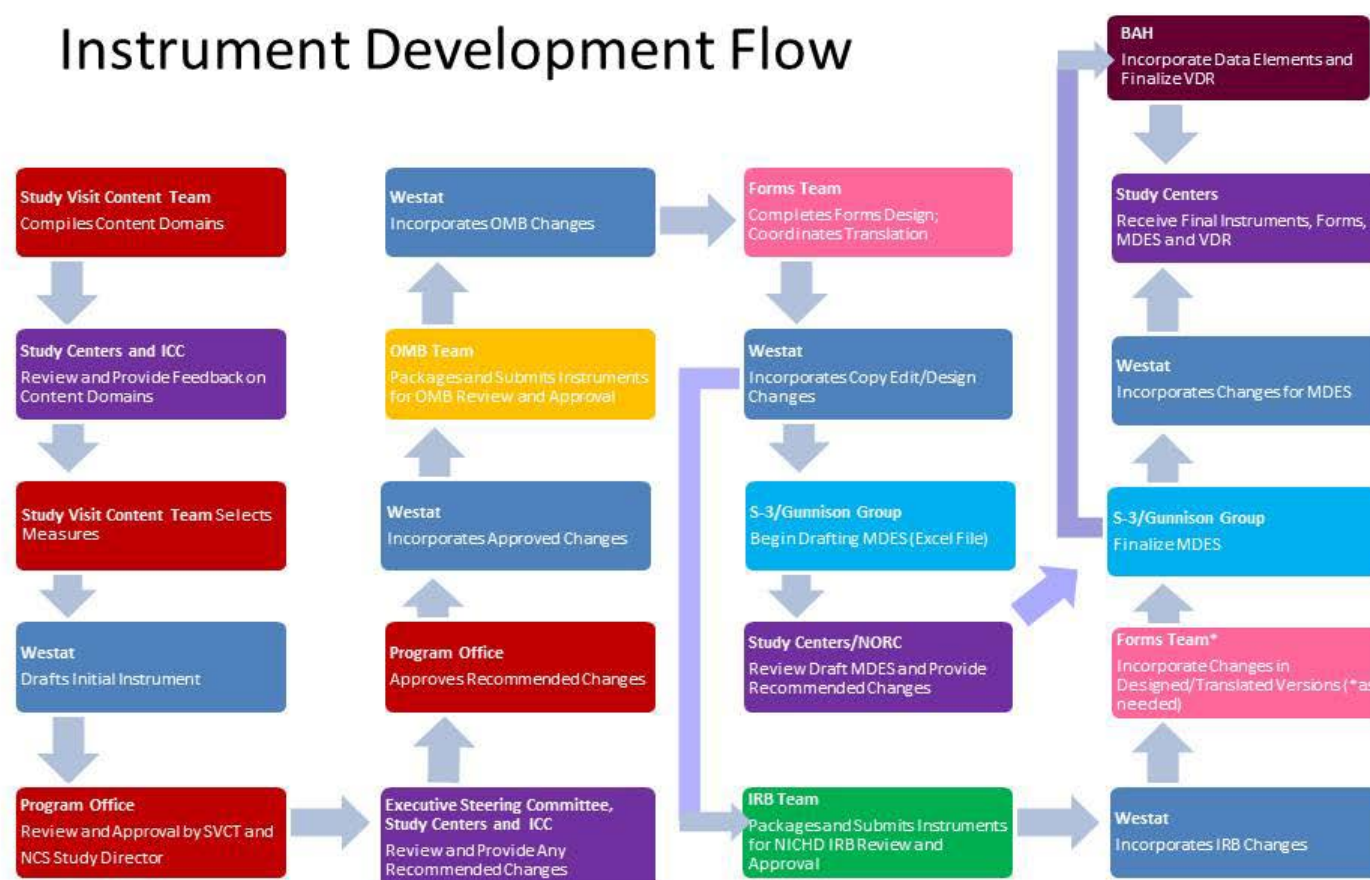 Instrument Development Flow
Study Visit Content Team
Compiles Content Domains
Study Centers and ICC
Review and Provide Feedback on
Content Domains
Study Visit Content Team Selects
Measures
Westat
Drafts Initial Instrument
Program Office
Review and Approval by SVCT and
NCS Study Director
Westat
Incorporates OMB Changes
OMB Team
Packages and Submits Instruments
for OMB Review and Approval
Westat
Incorporates Approved Changes
Program Office
Approves Recommended Changes
Executive Steering Committee,
Study Centers and ICC
Review and Provide Any
Recommended Changes
Forms Team
Completes Forms Design;
Coordinates Translation
Westat
Incorporates Copy Edit/Design
Changes
S-3/Gunnison Group
Begin Drafting MDES (Excel File)
Study Centers/NORC
Review Draft MDES and Provide
Recommended Changes
IRB Team
Packages and Submits Instruments
for NICHD IRB Review and
Approval
BAH
Incorporate Data Elements and
Finalize VDR
Study Centers
Receive Final Instruments, Forms,
MDES and VDR
Westat
Incorporates Changes for MDES
S-3/Gunnison Group
Finalize MDES
Forms Team*
Incorporate Changes in
Designed/Translated Versions (*as
needed)
Westat
Incorporates IRB Changes